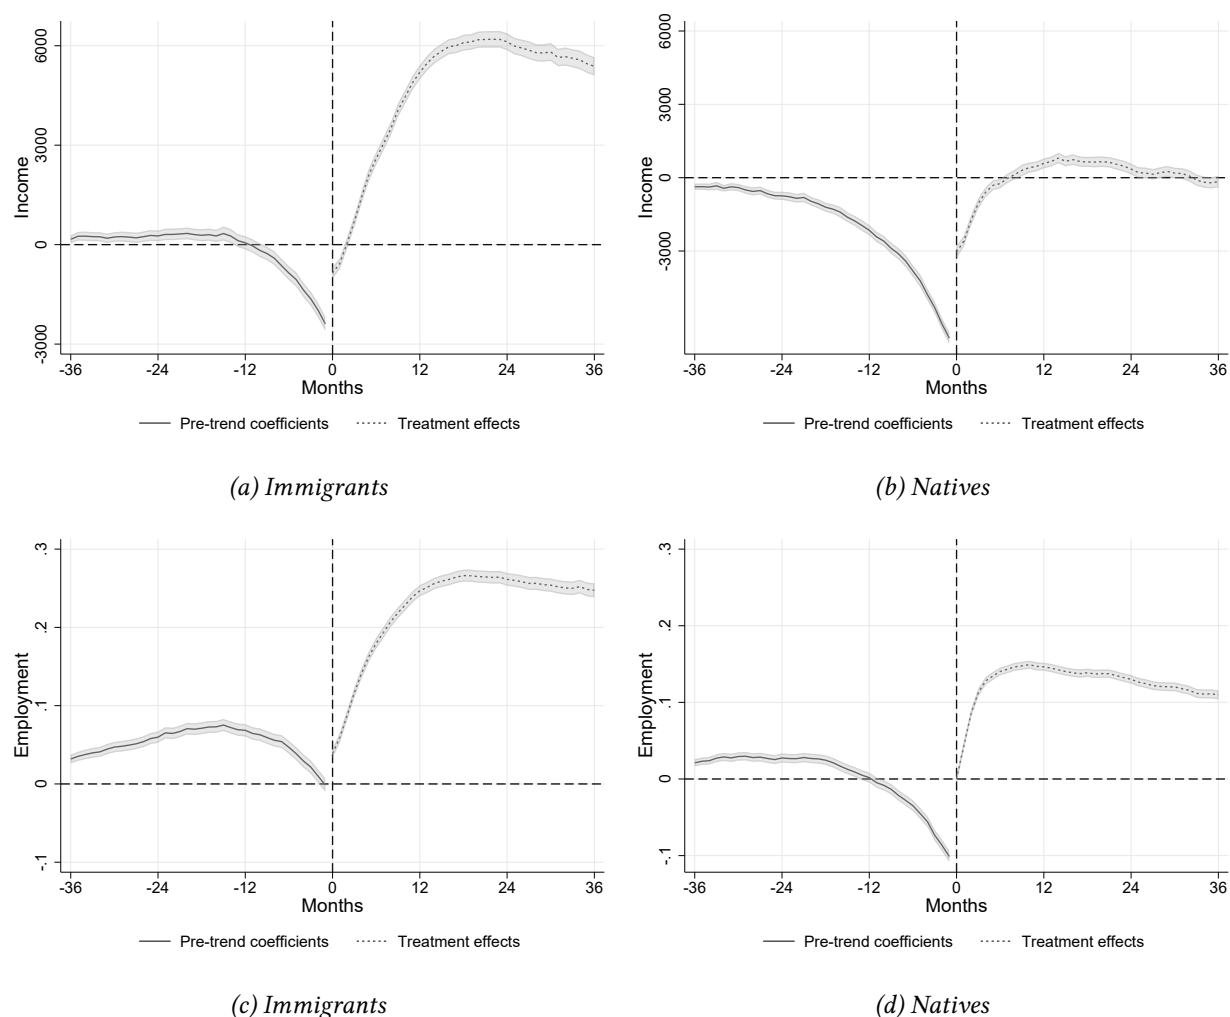 6000
3000
0
-3000
Income
-36 -24 -12 0 12 24 36
Months
Pre-trend coefficients Treatment effects
(a) Immigrants
6000
3000
0
-3000
Income
-36 -24 -12 0 12 24 36
Months
Pre-trend coefficients Treatment effects
(b) Natives
.3
.2
.1
0
-.1
Employment
-36 -24 -12 0 12 24 36
Months
Pre-trend coefficients Treatment effects
(c) Immigrants
.3
.2
.1
0
-.1
Employment
-36 -24 -12 0 12 24 36
Months
Pre-trend coefficients Treatment effects
(d) Natives